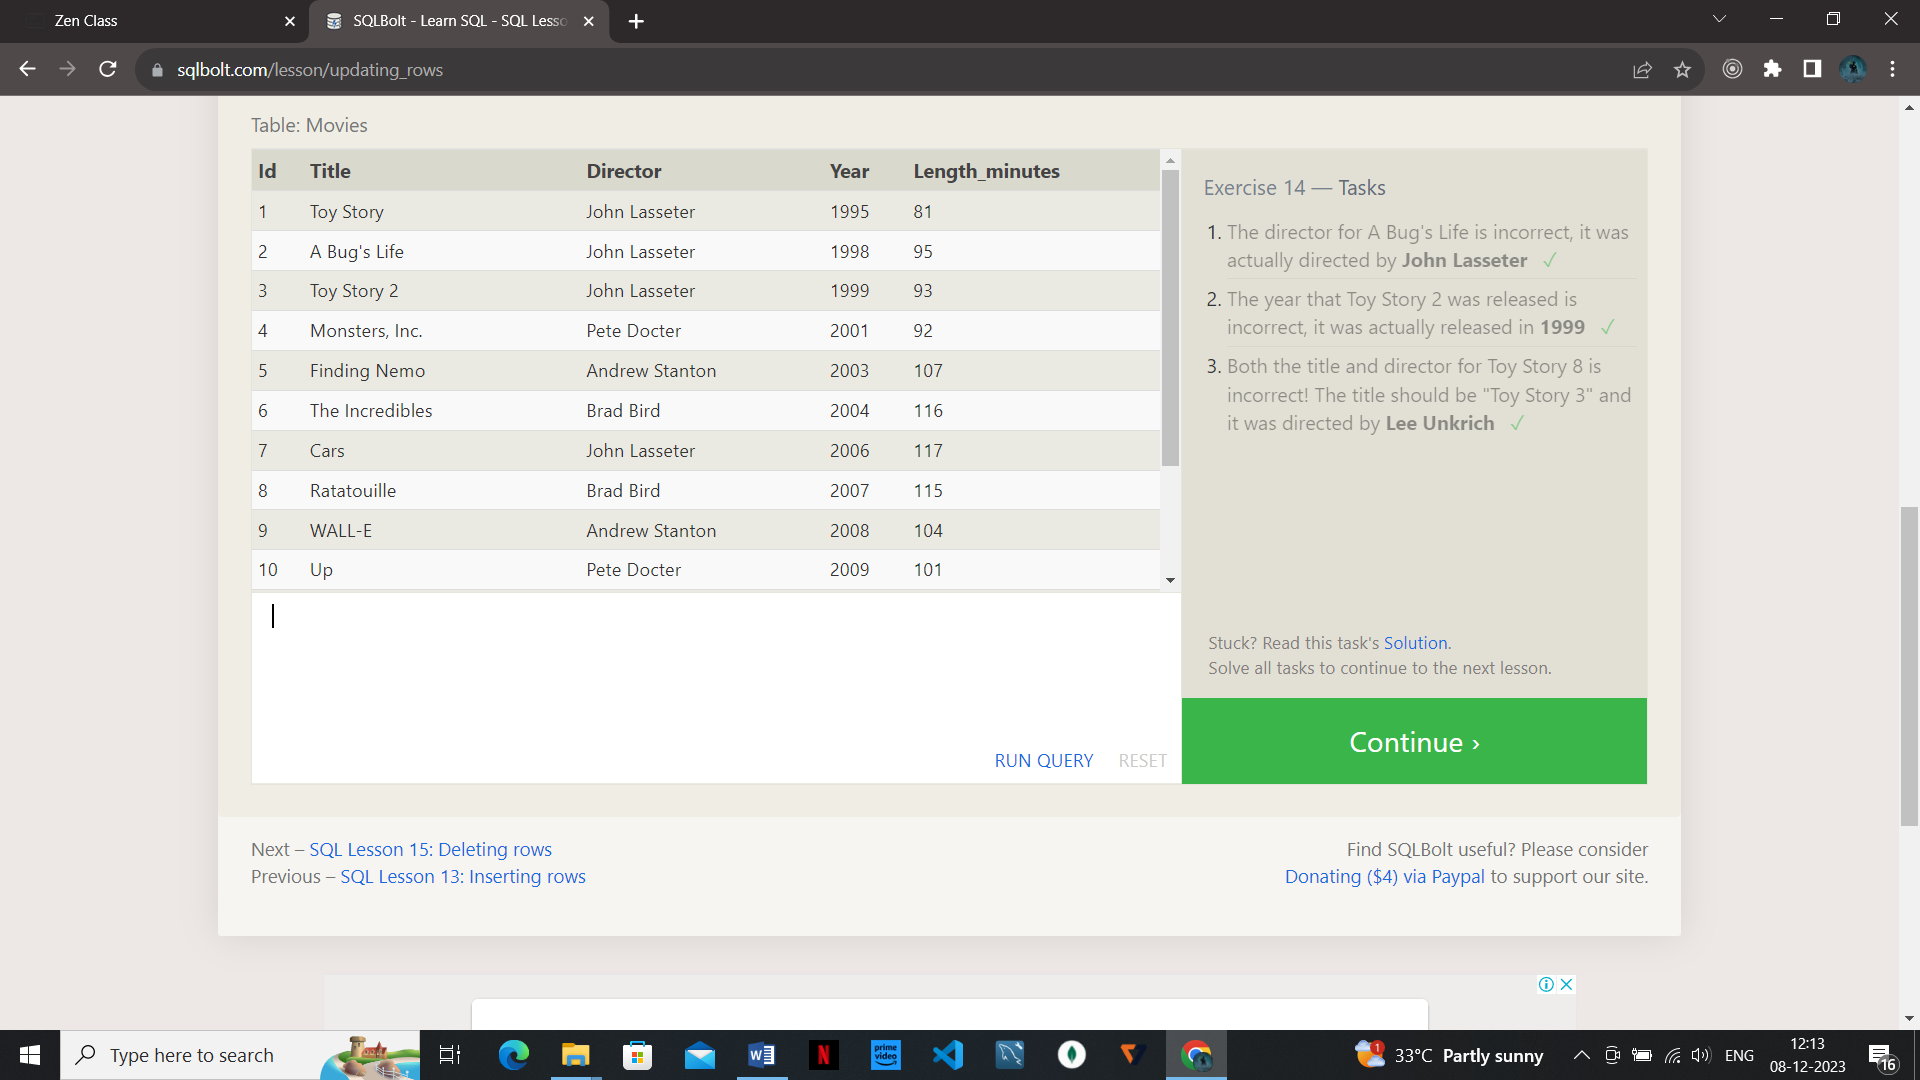 Zen Class
SQLBolt - Learn SQL - SQL Lesso
sqlbolt.com/lesson/updating_rows
Table: Movies
Id Title Director Year Length_minutes
1 Toy Story John Lasseter 1995 81
2 A Bug's Life John Lasseter 1998 95
3 Toy Story 2 John Lasseter 1999 93
4 Monsters, Inc. Pete Docter 2001 92
5 Finding Nemo Andrew Stanton 2003 107
6 The Incredibles Brad Bird 2004 116
7 Cars John Lasseter 2006 117
8 Ratatouille Brad Bird 2007 115
9 WALL-E Andrew Stanton 2008 104
10 Up Pete Docter 2009 101
RUN QUERY RESET
Exercise 14 — Tasks
1. The director for A Bug's Life is incorrect, it was
actually directed by John Lasseter ✓
2. The year that Toy Story 2 was released is
incorrect, it was actually released in 1999 ✓
3. Both the title and director for Toy Story 8 is
incorrect! The title should be "Toy Story 3" and
it was directed by Lee Unkrich ✓
Stuck? Read this task's Solution.
Solve all tasks to continue to the next lesson.
Continue ›
Next – SQL Lesson 15: Deleting rows
Previous – SQL Lesson 13: Inserting rows
Find SQLBolt useful? Please consider
Donating ($4) via Paypal to support our site.
Type here to search
N
prime
video
1
33°C Partly sunny
ENG
12:13
08-12-2023
16